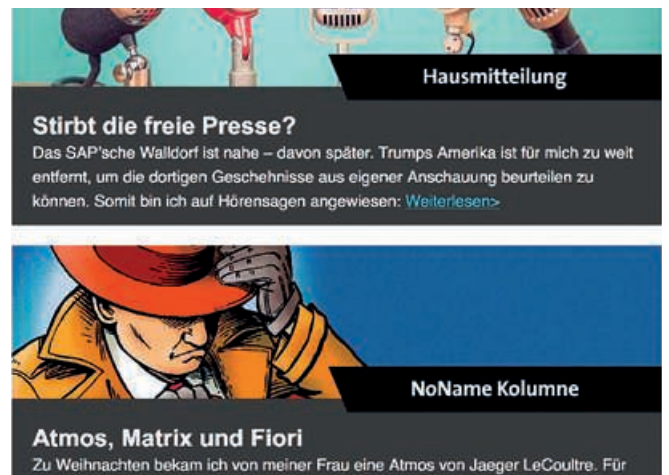 Hausmitteilung
Stirbt die freie Presse?
Das SAP'sche Walldorf ist nahe – davon später. Trumps Amerika ist für mich zu weit
entfernt, um die dortigen Geschehnisse aus eigener Anschauung beurteilen zu
können. Somit bin ich auf Hörensagen angewiesen: Weiterlesen>
NoName Kolumne
Atmos, Matrix und Fiori
Zu Weihnachten bekam ich von meiner Frau eine Atmos von Jaeger LeCoultre. Für